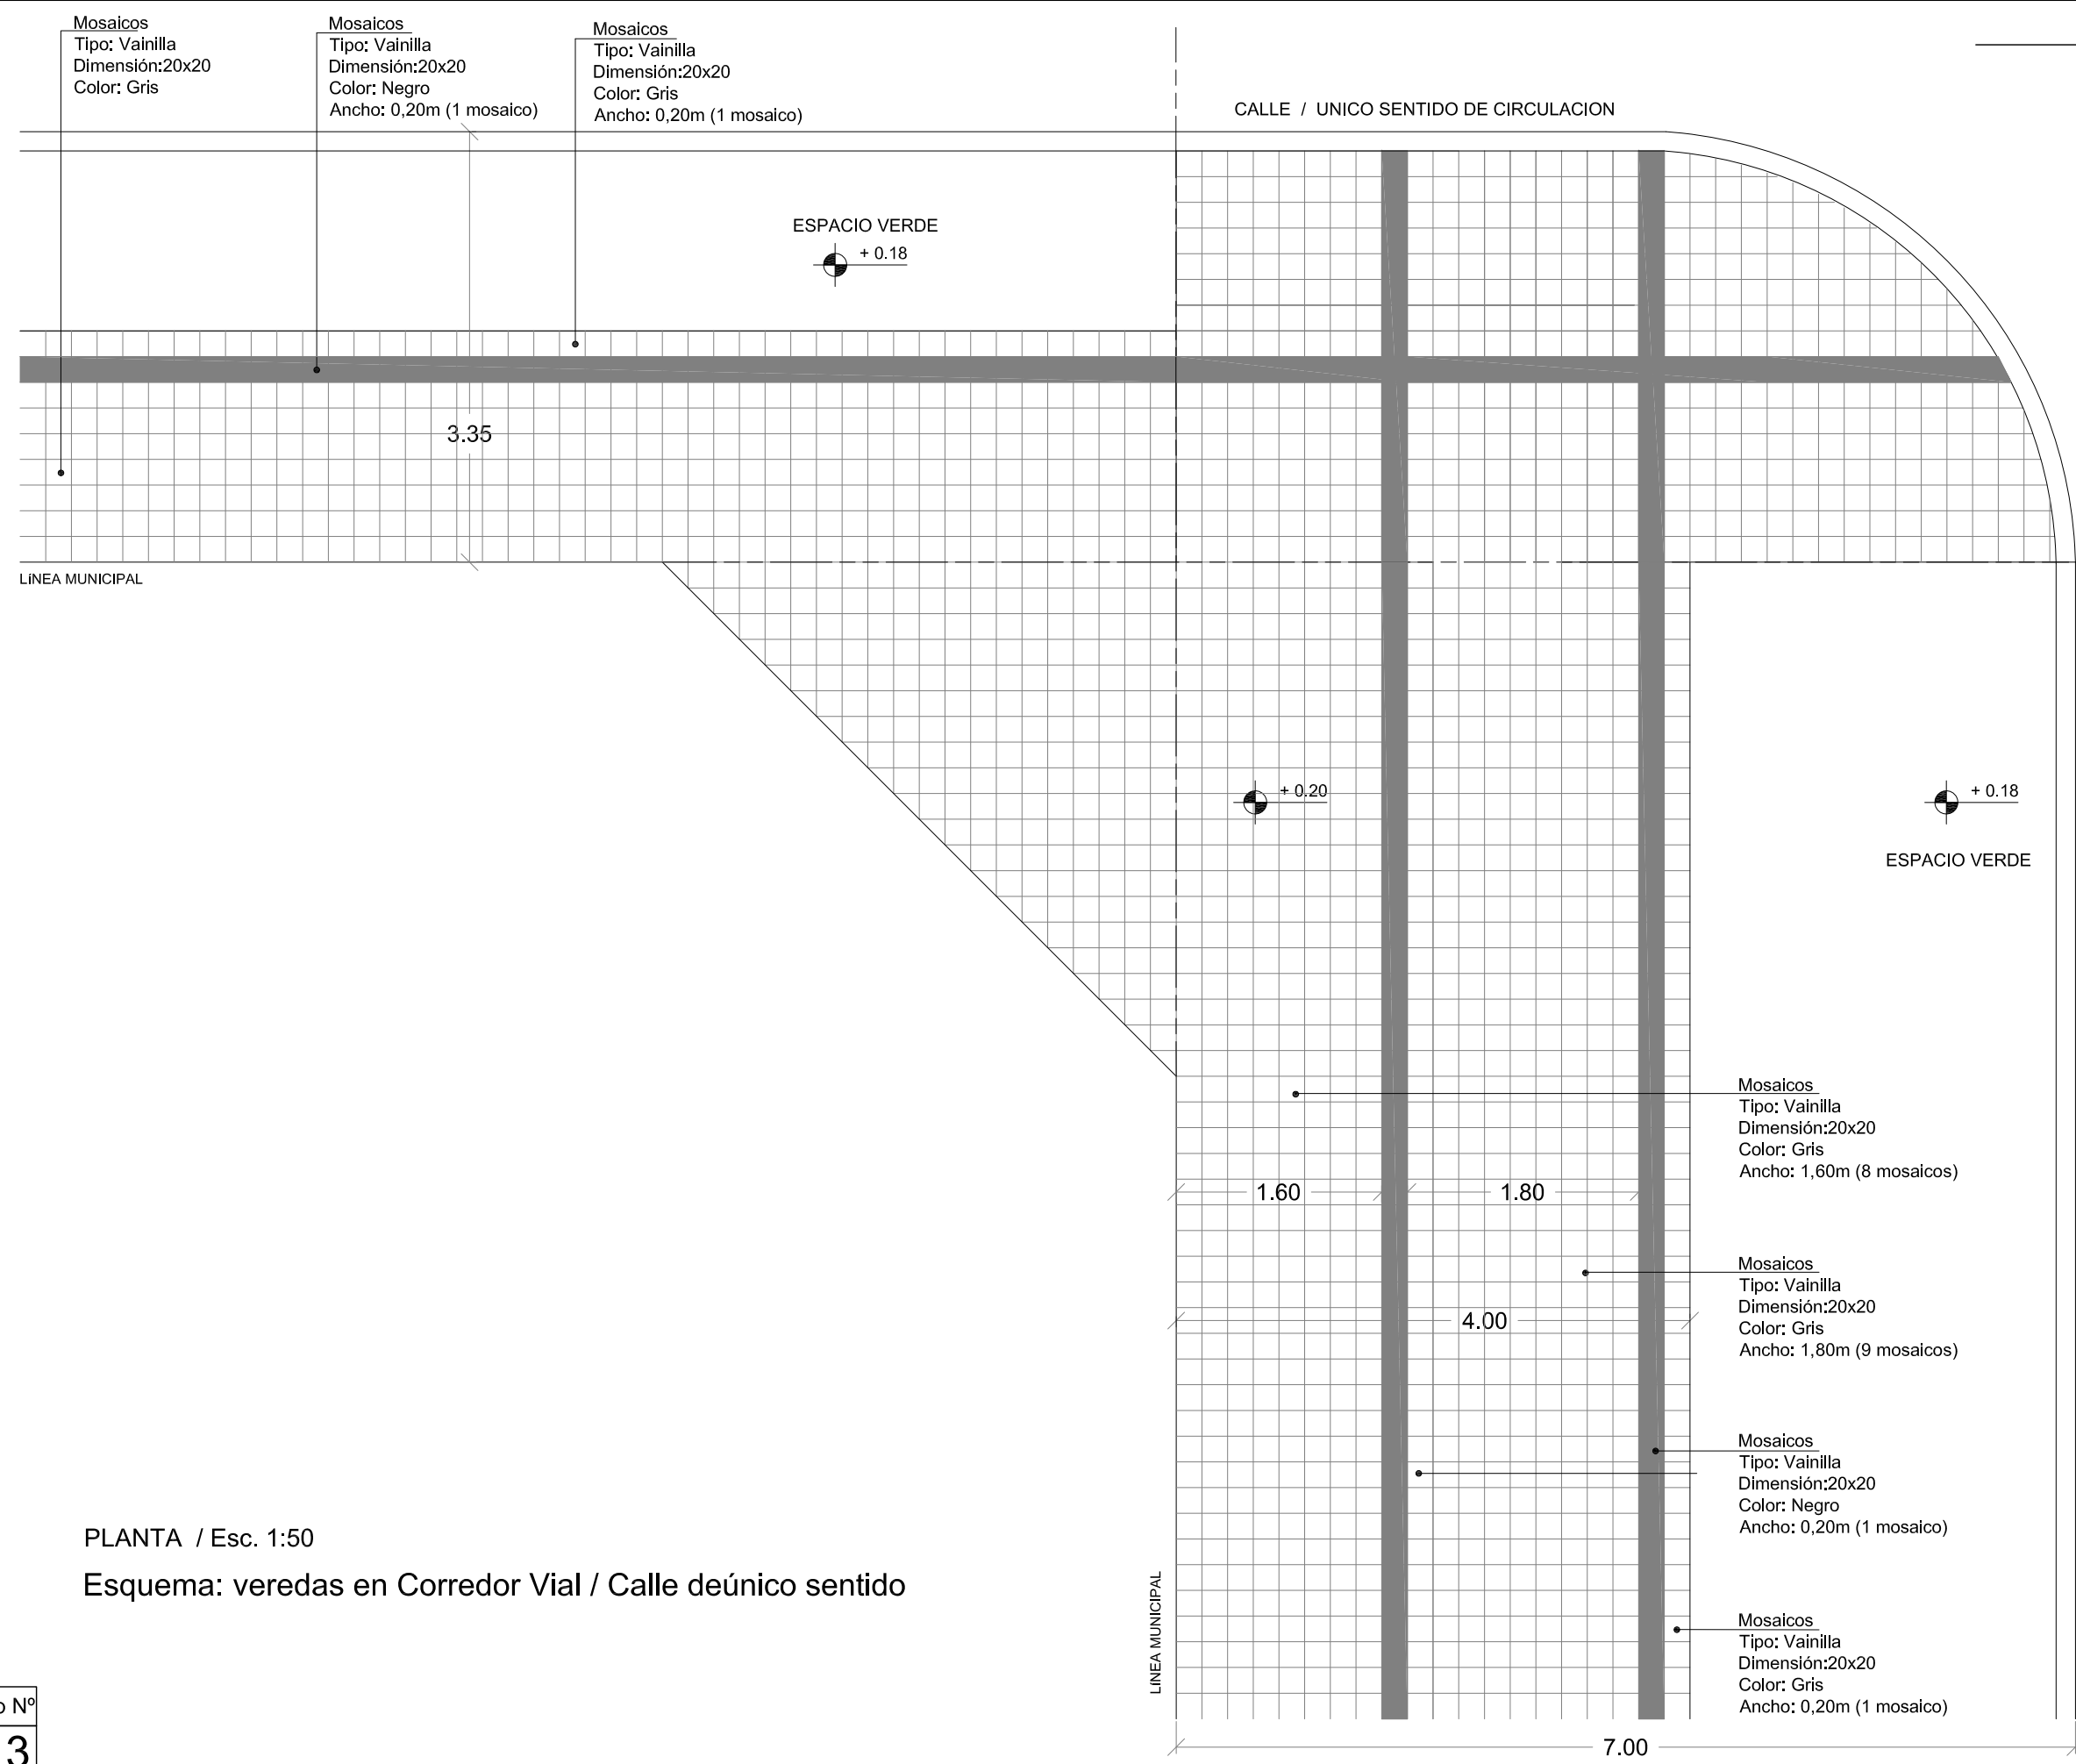 Mosaicos
Tipo: Vainilla
Dimensión:20x20
Color: Gris
Mosaicos
Tipo: Vainilla
Dimensión:20x20
Color: Negro
Ancho: 0,20m (1 mosaico)
Mosaicos
Tipo: Vainilla
Dimensión:20x20
Color: Gris
Ancho: 0,20m (1 mosaico)
CALLE / UNICO SENTIDO DE CIRCULACION
ESPACIO VERDE
+ 0.18
3.35
LíNEA MUNICIPAL
+ 0.20
+ 0.18
ESPACIO VERDE
Mosaicos
Tipo: Vainilla
Dimensión:20x20
Color: Gris
Ancho: 1,60m (8 mosaicos)
1.60
1.80
Mosaicos
Tipo: Vainilla
Dimensión:20x20
Color: Gris
Ancho: 1,80m (9 mosaicos)
4.00
Mosaicos
Tipo: Vainilla
Dimensión:20x20
Color: Negro
Ancho: 0,20m (1 mosaico)
PLANTA / Esc. 1:50
Esquema: veredas en Corredor Vial / Calle deúnico sentido
LíNEA MUNICIPAL
Mosaicos
Tipo: Vainilla
Dimensión:20x20
Color: Gris
Ancho: 0,20m (1 mosaico)
Nº
3
7.00